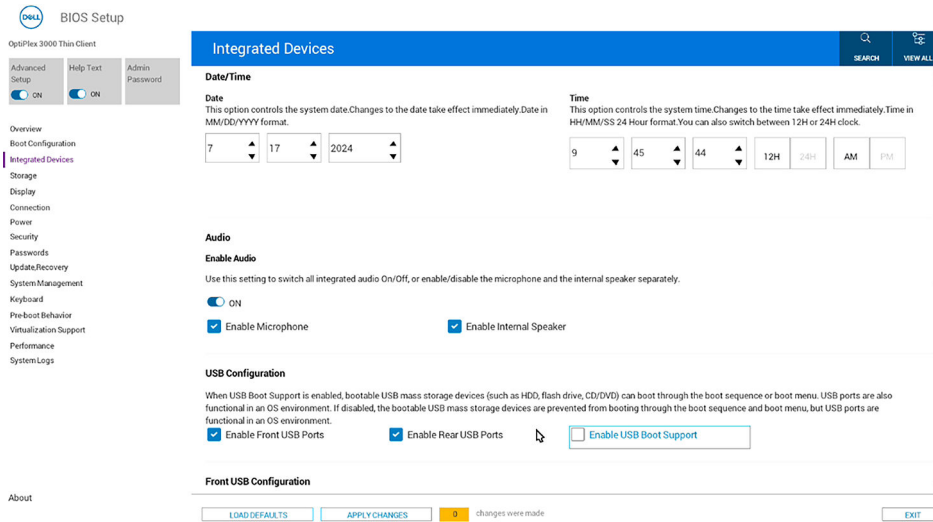 DELL
BIOS Setup
OptiPlex 3000 Thin Client
Advanced
Setup
ON
Help Text
ON
Admin
Password
Integrated Devices
SEARCH
VIEW ALL
Overview
Boot Configuration
Integrated Devices
Storage
Display
Connection
Power
Security
Passwords
Update,Recovery
System Management
Keyboard
Pre-boot Behavior
Virtualization Support
Performance
System Logs
About
Date/Time
Date
This option controls the system date.Changes to the date take effect immediately.Date in
MM/DD/YYYY format.
7 17 2024
Time
This option controls the system time.Changes to the time take effect immediately.Time in
HH/MM/SS 24 Hour format.You can also switch between 12H or 24H clock.
9 45 44 12H 24H AM PM
Audio
Enable Audio
Use this setting to switch all integrated audio On/Off, or enable/disable the microphone and the internal speaker separately.
ON
Enable Microphone Enable Internal Speaker
USB Configuration
When USB Boot Support is enabled, bootable USB mass storage devices (such as HDD, flash drive, CD/DVD) can boot through the boot sequence or boot menu. USB ports are also
functional in an OS environment. If disabled, the bootable USB mass storage devices are prevented from booting through the boot sequence and boot menu, but USB ports are
functional in an OS environment.
Enable Front USB Ports Enable Rear USB Ports Enable USB Boot Support
Front USB Configuration
LOAD DEFAULTS APPLY CHANGES 0 changes were made EXIT